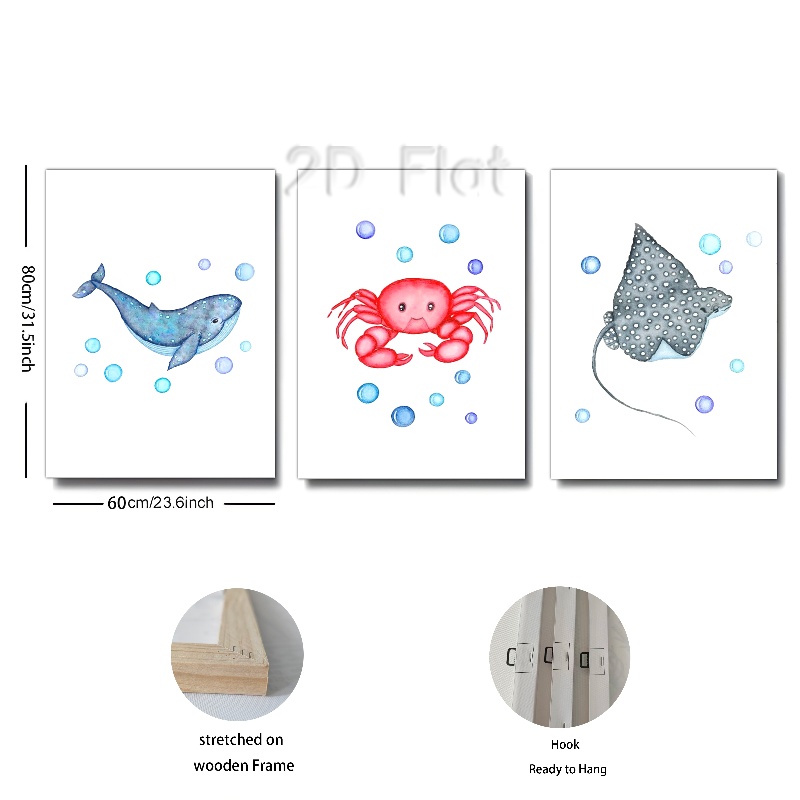 2D Flat
80cm/31.5inch
60cm/23.6inch
stretched on
wooden Frame
Hook
Ready to Hang